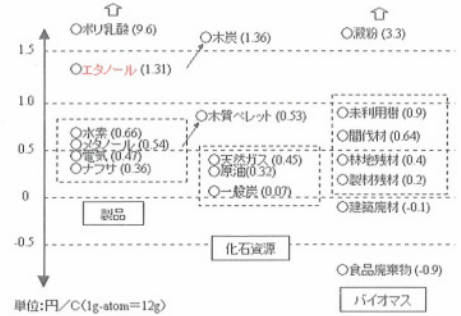 ポリ乳酸 (9.6)
木炭 (1.36)
澱粉 (3.3)
1.5
エタノール (1.31)
1.0
木質ペレット (0.53)
未利用樹 (0.9)
水素 (0.66)
メタノール (0.54)
間伐材 (0.64)
0.5
電気 (0.47)
天然ガス (0.45)
林地残材 (0.4)
ナフサ (0.36)
原油(0.32)
製材残材 (0.2)
0
一般炭 (0.07)
製品
建築廃材 (-0.1)
-0.5
化石資源
食品廃棄物 (-0.9)
単位:円/C(1g-atom=12g)
バイオマス